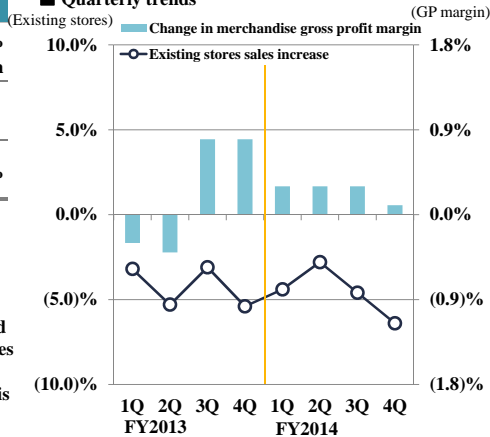 ■ Quarterly trends
(Existing stores)
(GP margin)
Change in merchandise gross profit margin
Existing stores sales increase
10.0% 1.8%
5.0% 0.9%
0.0% 0.0%
(5.0)% (0.9)%
(10.0)% (1.8)%
1Q 2Q 3Q 4Q 1Q 2Q 3Q 4Q
FY2013 FY2014